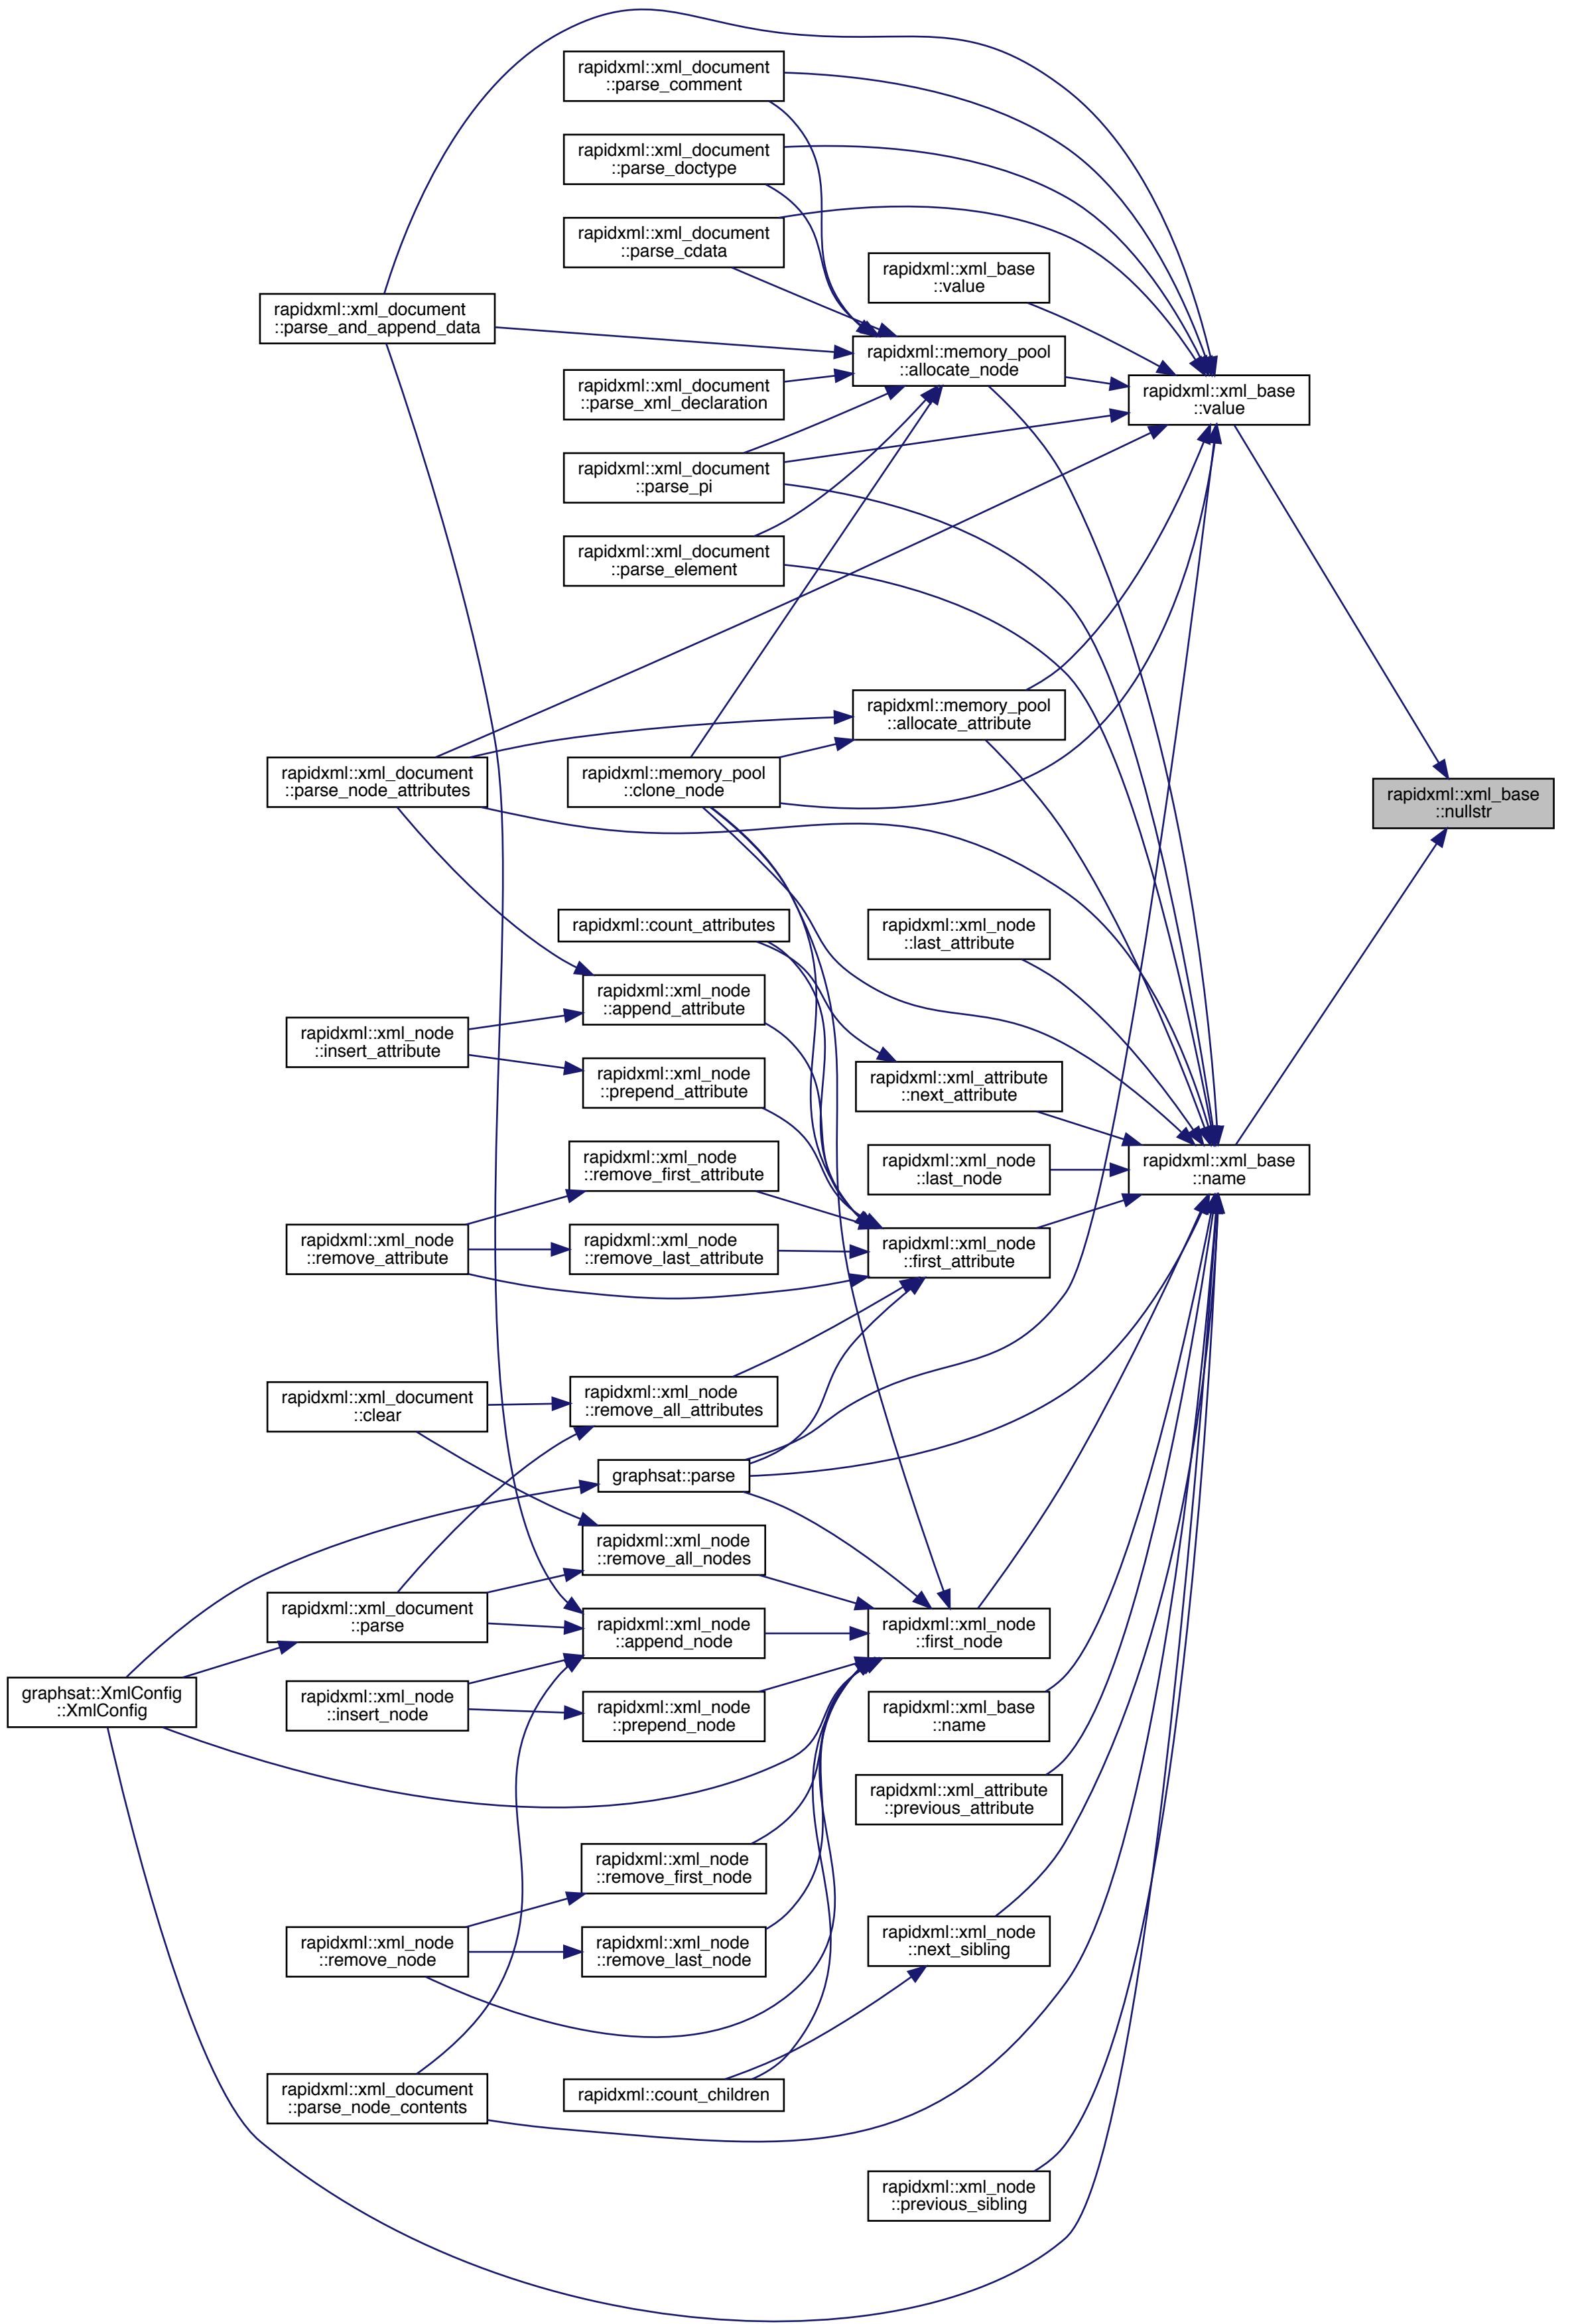 rapidxml::xml_document
::parse_comment
rapidxml::xml_document
::parse_doctype
rapidxml::xml_document
::parse_cdata
rapidxml::xml_base
::value
rapidxml::xml_document
::parse_and_append_data
rapidxml::memory_pool
::allocate_node
rapidxml::xml_document
::parse_xml_declaration
rapidxml::xml_base
::value
rapidxml::xml_document
::parse_pi
rapidxml::xml_document
::parse_element
rapidxml::memory_pool
::allocate_attribute
rapidxml::xml_document
::parse_node_attributes
rapidxml::memory_pool
::clone_node
rapidxml::xml_base
::nullstr
rapidxml::count_attributes
rapidxml::xml_node
::last_attribute
rapidxml::xml_node
::append_attribute
rapidxml::xml_node
::insert_attribute
rapidxml::xml_node
::prepend_attribute
rapidxml::xml_attribute
::next_attribute
rapidxml::xml_node
::remove_first_attribute
rapidxml::xml_node
::last_node
rapidxml::xml_base
::name
rapidxml::xml_node
::remove_attribute
rapidxml::xml_node
::remove_last_attribute
rapidxml::xml_node
::first_attribute
rapidxml::xml_document
::clear
rapidxml::xml_node
::remove_all_attributes
graphsat::parse
rapidxml::xml_node
::remove_all_nodes
rapidxml::xml_document
::parse
rapidxml::xml_node
::append_node
rapidxml::xml_node
::first_node
graphsat::XmlConfig
::XmlConfig
rapidxml::xml_node
::insert_node
rapidxml::xml_node
::prepend_node
rapidxml::xml_base
::name
rapidxml::xml_attribute
::previous_attribute
rapidxml::xml_node
::remove_first_node
rapidxml::xml_node
::remove_node
rapidxml::xml_node
::remove_last_node
rapidxml::xml_node
::next_sibling
rapidxml::xml_document
::parse_node_contents
rapidxml::count_children
rapidxml::xml_node
::previous_sibling